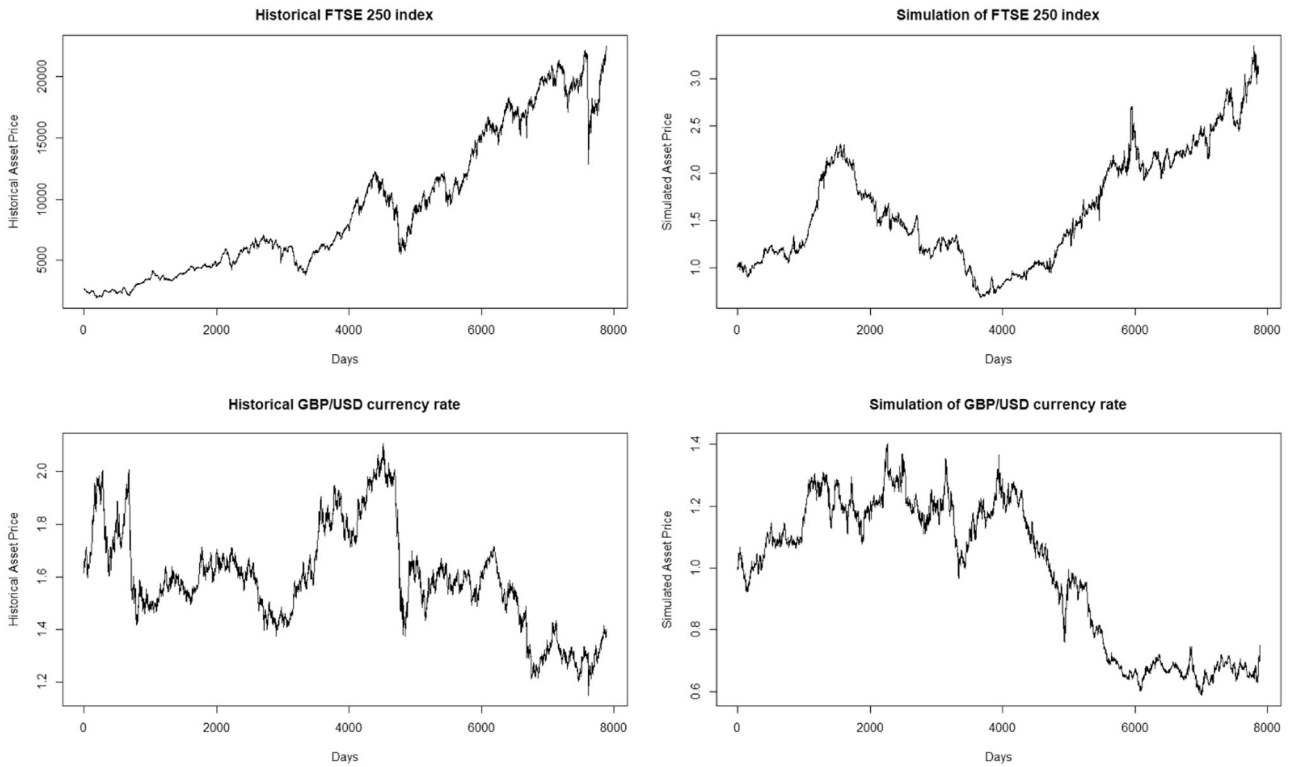 Historical FTSE 250 index
Historical Asset Price
20000
15000
10000
5000
0 2000 4000 6000 8000
Days
Simulation of FTSE 250 index
Simulated Asset Price
3.0
2.5
2.0
1.5
1.0
0 2000 4000 6000 8000
Days
Historical GBP/USD currency rate
Historical Asset Price
2.0
1.8
1.6
1.4
1.2
0 2000 4000 6000 8000
Days
Simulation of GBP/USD currency rate
Simulated Asset Price
1.4
1.2
1.0
0.8
0.6
0 2000 4000 6000 8000
Days